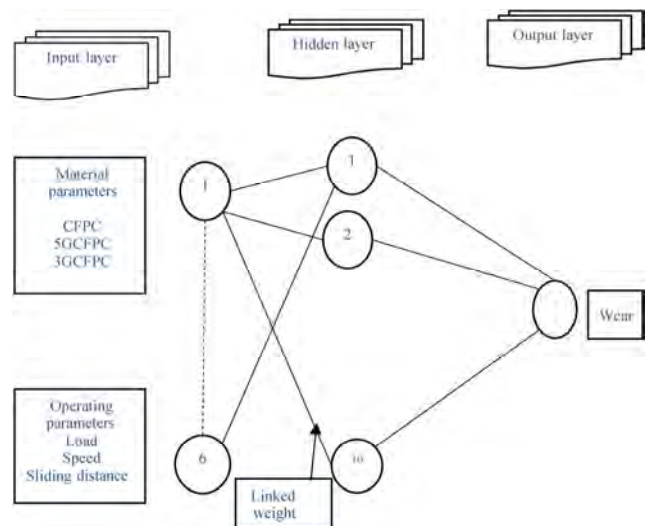 Input layer
Hidden layer
Output layer
Material
parameters
CFPC
5GCFPC
3GCFPC
1
1
2
Wear
Operating
parameters
Load
Speed
Sliding distance
6
10
Linked
weight